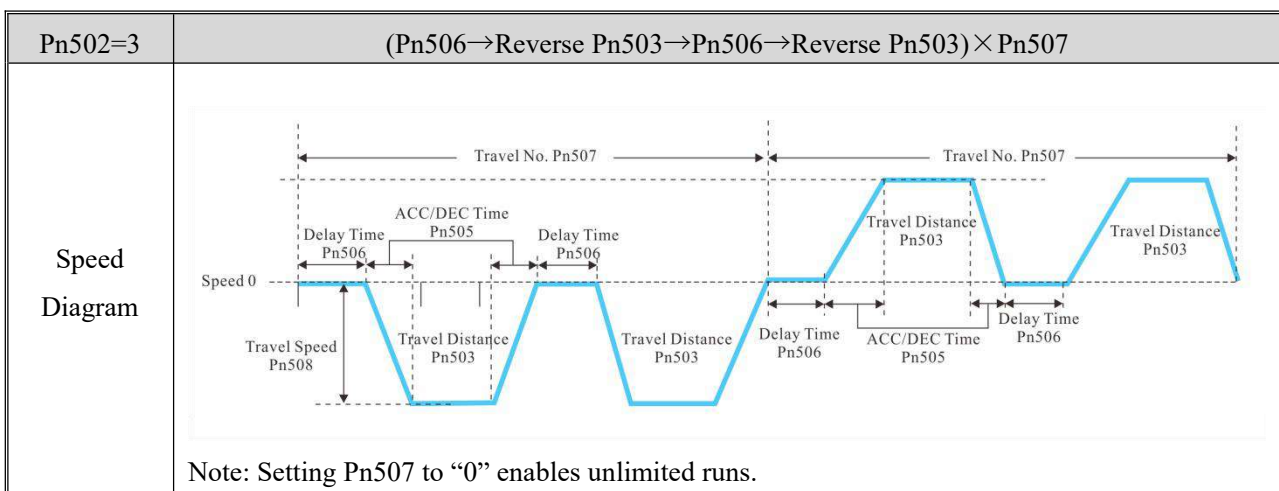 Pn502=3
(Pn506→Reverse Pn503→Pn506→Reverse Pn503)×Pn507
Speed
Diagram
Travel No. Pn507
Travel No. Pn507
ACC/DEC Time
Pn505
Delay Time
Pn506
Delay Time
Pn506
Travel Distance
Pn503
Travel Distance
Pn503
Speed 0
Travel Speed
Pn508
Travel Distance
Pn503
Travel Distance
Pn503
Delay Time
Pn506
ACC/DEC Time
Pn505
Delay Time
Pn506
Note: Setting Pn507 to “0” enables unlimited runs.